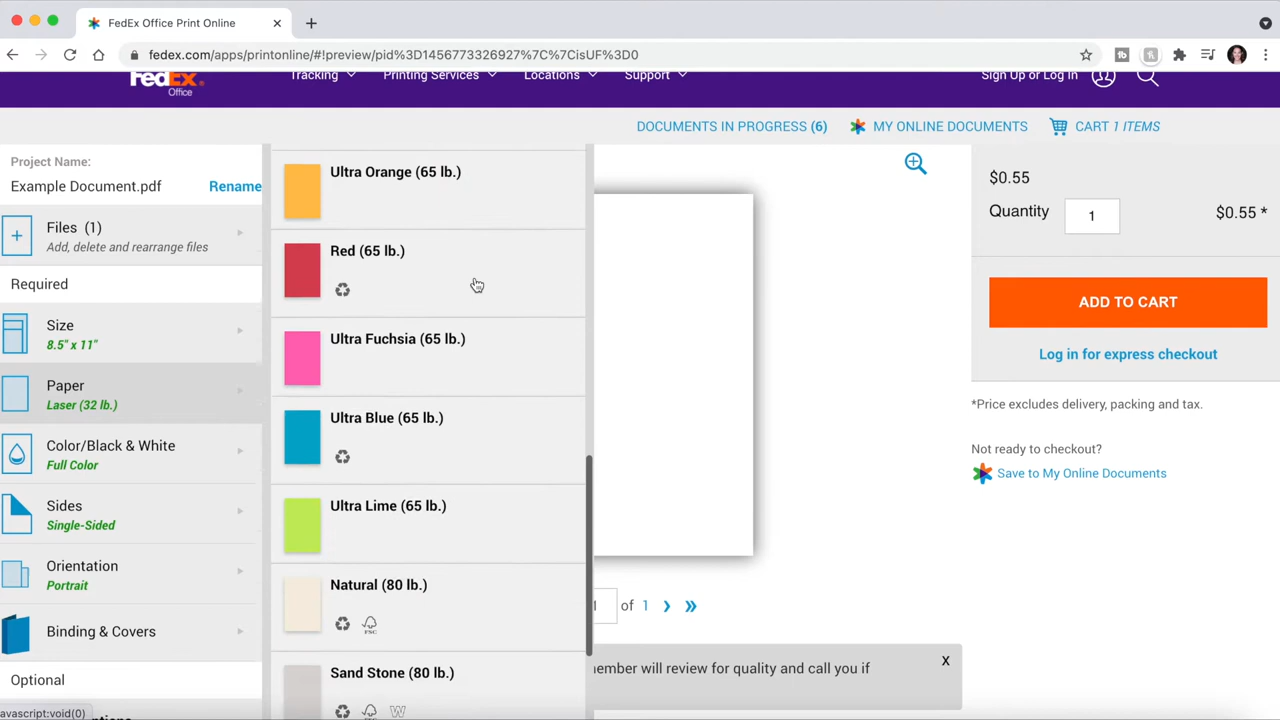 FedEx Office Print Online
fedex.com/apps/printonline/#!preview/pid%3D1456773326927%7C%7CisUF%3D0
FedEx
Office
Tracking
Printing Services
Locations
Support
Sign Up or Log In
DOCUMENTS IN PROGRESS (6)
MY ONLINE DOCUMENTS
CART 1 ITEMS
Project Name:
Example Document.pdf
Rename
Files (1)
Add, delete and rearrange files
Required
Size
8.5" x 11"
Paper
Laser (32 lb.)
Color/Black & White
Full Color
Sides
Single-Sided
Orientation
Portrait
Binding & Covers
Optional
avascript:void(0)
Ultra Orange (65 lb.)
Red (65 lb.)
Ultra Fuchsia (65 lb.)
Ultra Blue (65 lb.)
Ultra Lime (65 lb.)
Natural (80 lb.)
FSC
Sand Stone (80 lb.)
W
of 1
ember will review for quality and call you if
X
$0.55
Quantity 1 $0.55 *
ADD TO CART
Log in for express checkout
*Price excludes delivery, packing and tax.
Not ready to checkout?
Save to My Online Documents